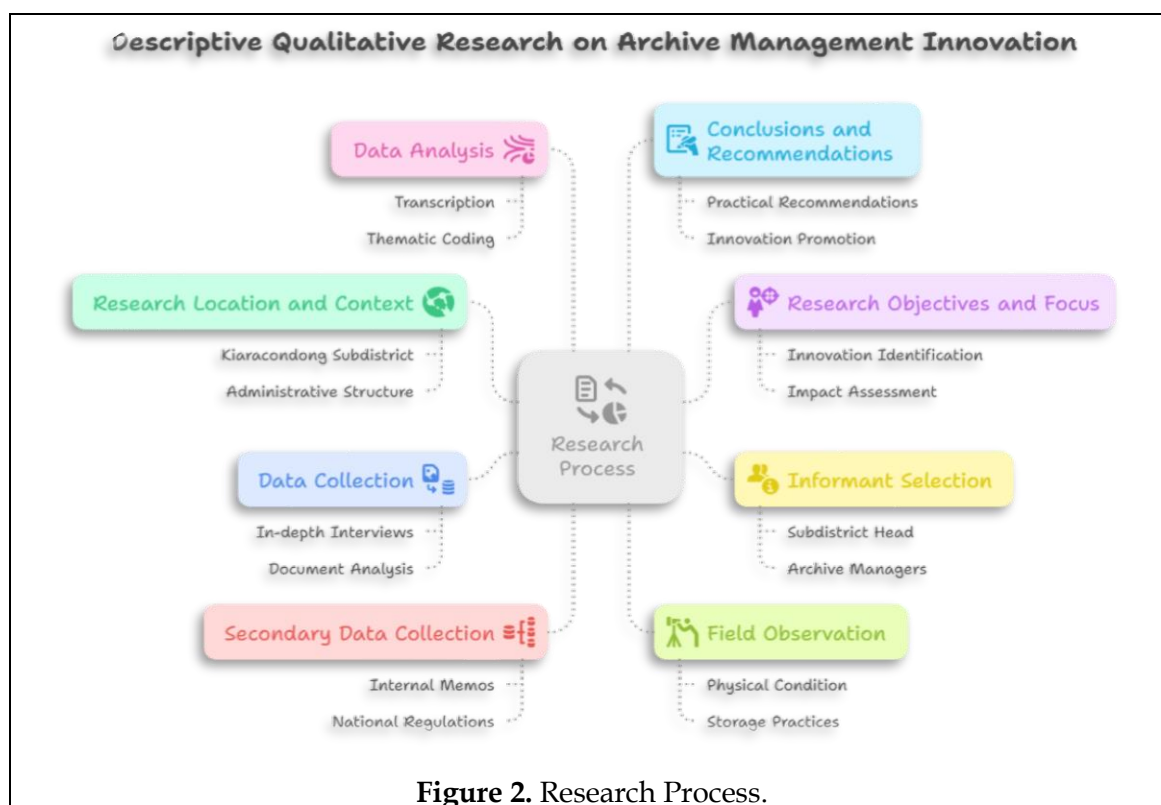 Descriptive Qualitative Research on Archive Management Innovation
Data Analysis
Transcription
Thematic Coding
Research Location and Context
Kiaracondong Subdistrict
Administrative Structure
Data Collection
In-depth Interviews
Document Analysis
Secondary Data Collection
Internal Memos
National Regulations
Research
Process
Conclusions and
Recommendations
Practical Recommendations
Innovation Promotion
Research Objectives and Focus
Innovation Identification
Impact Assessment
Informant Selection
Subdistrict Head
Archive Managers
Field Observation
Physical Condition
Storage Practices
Figure 2. Research Process.